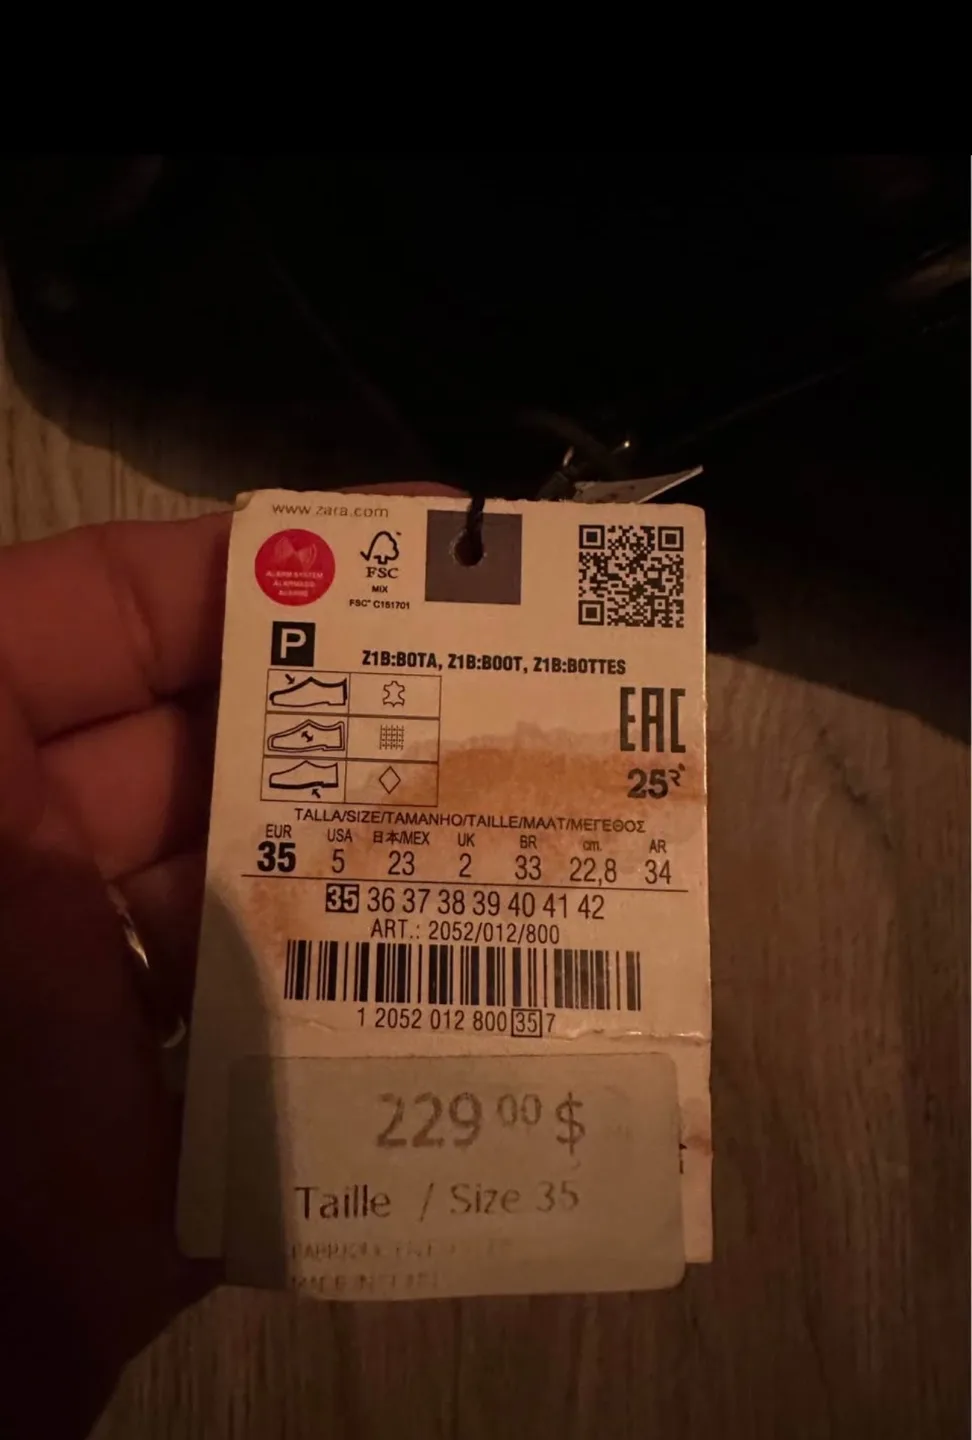 www.zara.com
ALARM SYSTEM
FSC
MIX
FSC® C151701
P
Z1B:BOTA, Z1B:BOOT, Z1B:BOTTES
EAC
25
TALLA/SIZE/TAMANHO/TAILLE/MAAT/ΜΕΓΕΘΟΣ
EUR USA 日本/MEX UK BR cm. AR
35 5 23 2 33 22,8 34
35 36 37 38 39 40 41 42
ART.: 2052/012/800
1 2052 012 800 35 7
229 00 $
Taille / Size 35